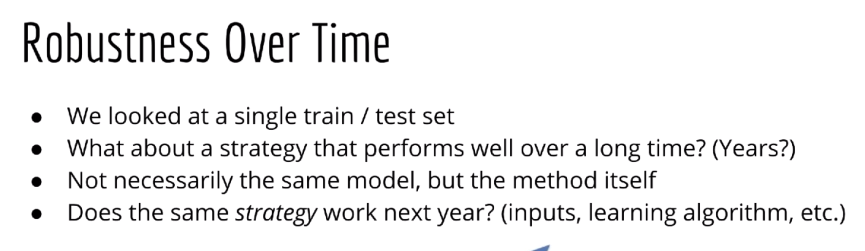 Robustness Over Time
● We looked at a single train / test set
● What about a strategy that performs well over a long time? (Years?)
● Not necessarily the same model, but the method itself
● Does the same strategy work next year? (inputs, learning algorithm, etc.)